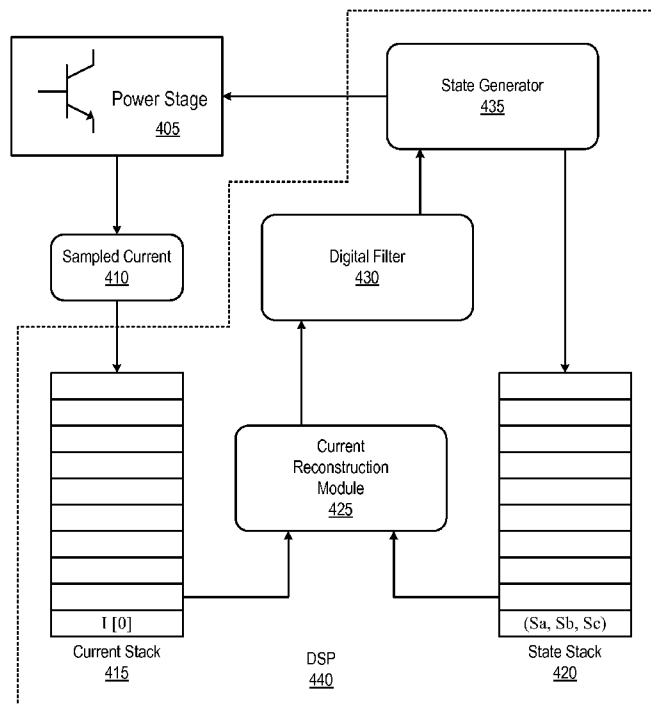 Power Stage
405
State Generator
435
Sampled Current
410
Digital Filter
430
Current
Reconstruction
Module
425
I [0]
(Sa, Sb, Sc)
Current Stack
415
DSP
440
State Stack
420